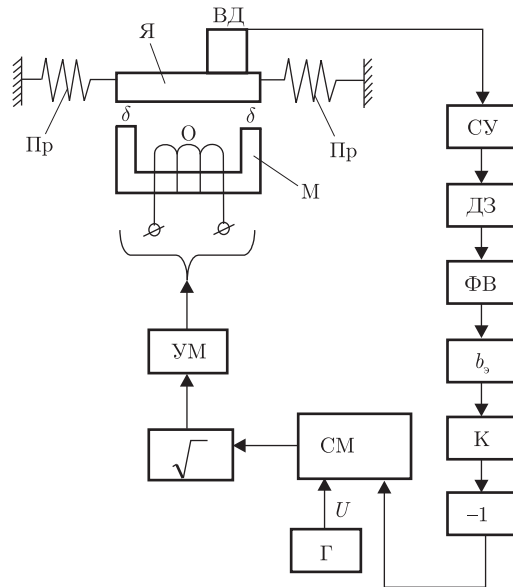 ВД
Я
δ
δ
Пр
О
Пр
М
СУ
ДЗ
ФВ
bэ
К
–1
УМ
√
СМ
U
Г